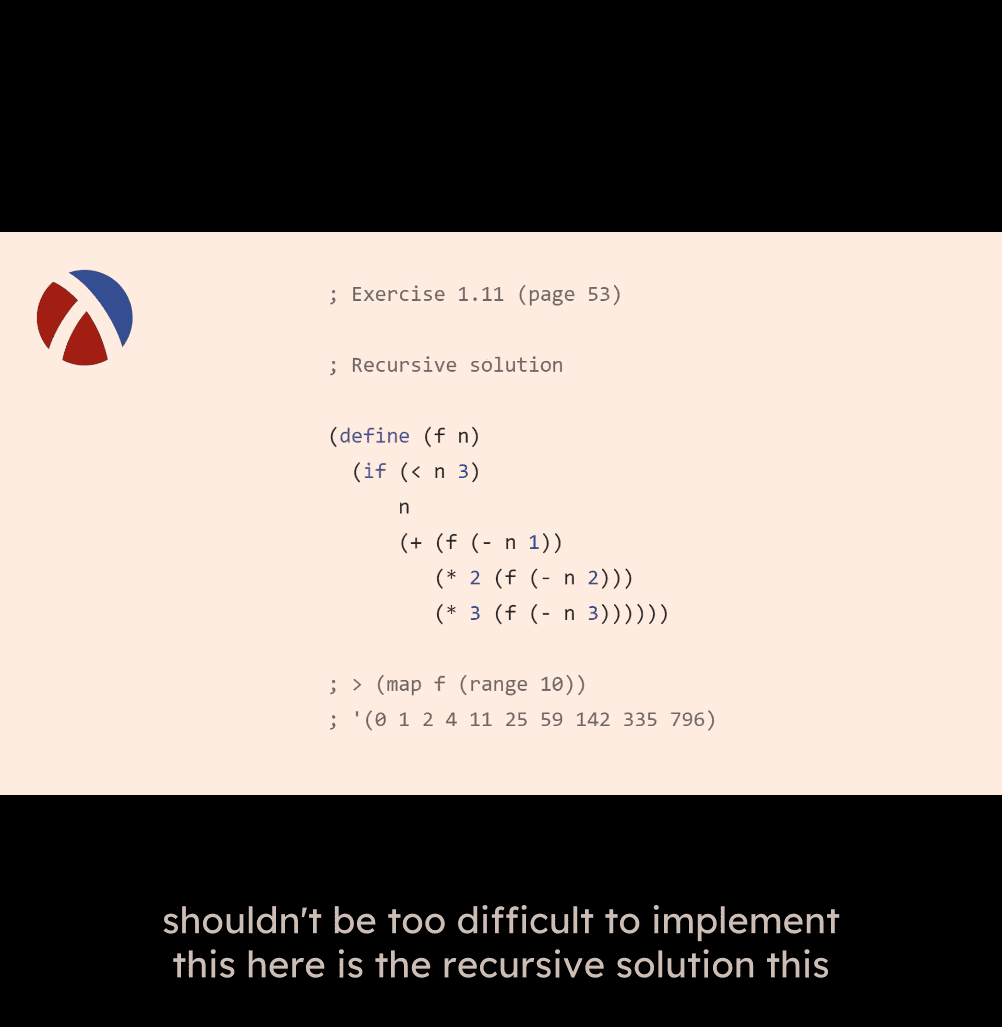 ; Exercise 1.11 (page 53)
; Recursive solution
(define (f n)
(if (< n 3)
n
(+ (f (- n 1))
(* 2 (f (- n 2)))
(* 3 (f (- n 3))))))
; > (map f (range 10))
; '(0 1 2 4 11 25 59 142 335 796)
shouldn't be too difficult to implement
this here is the recursive solution this